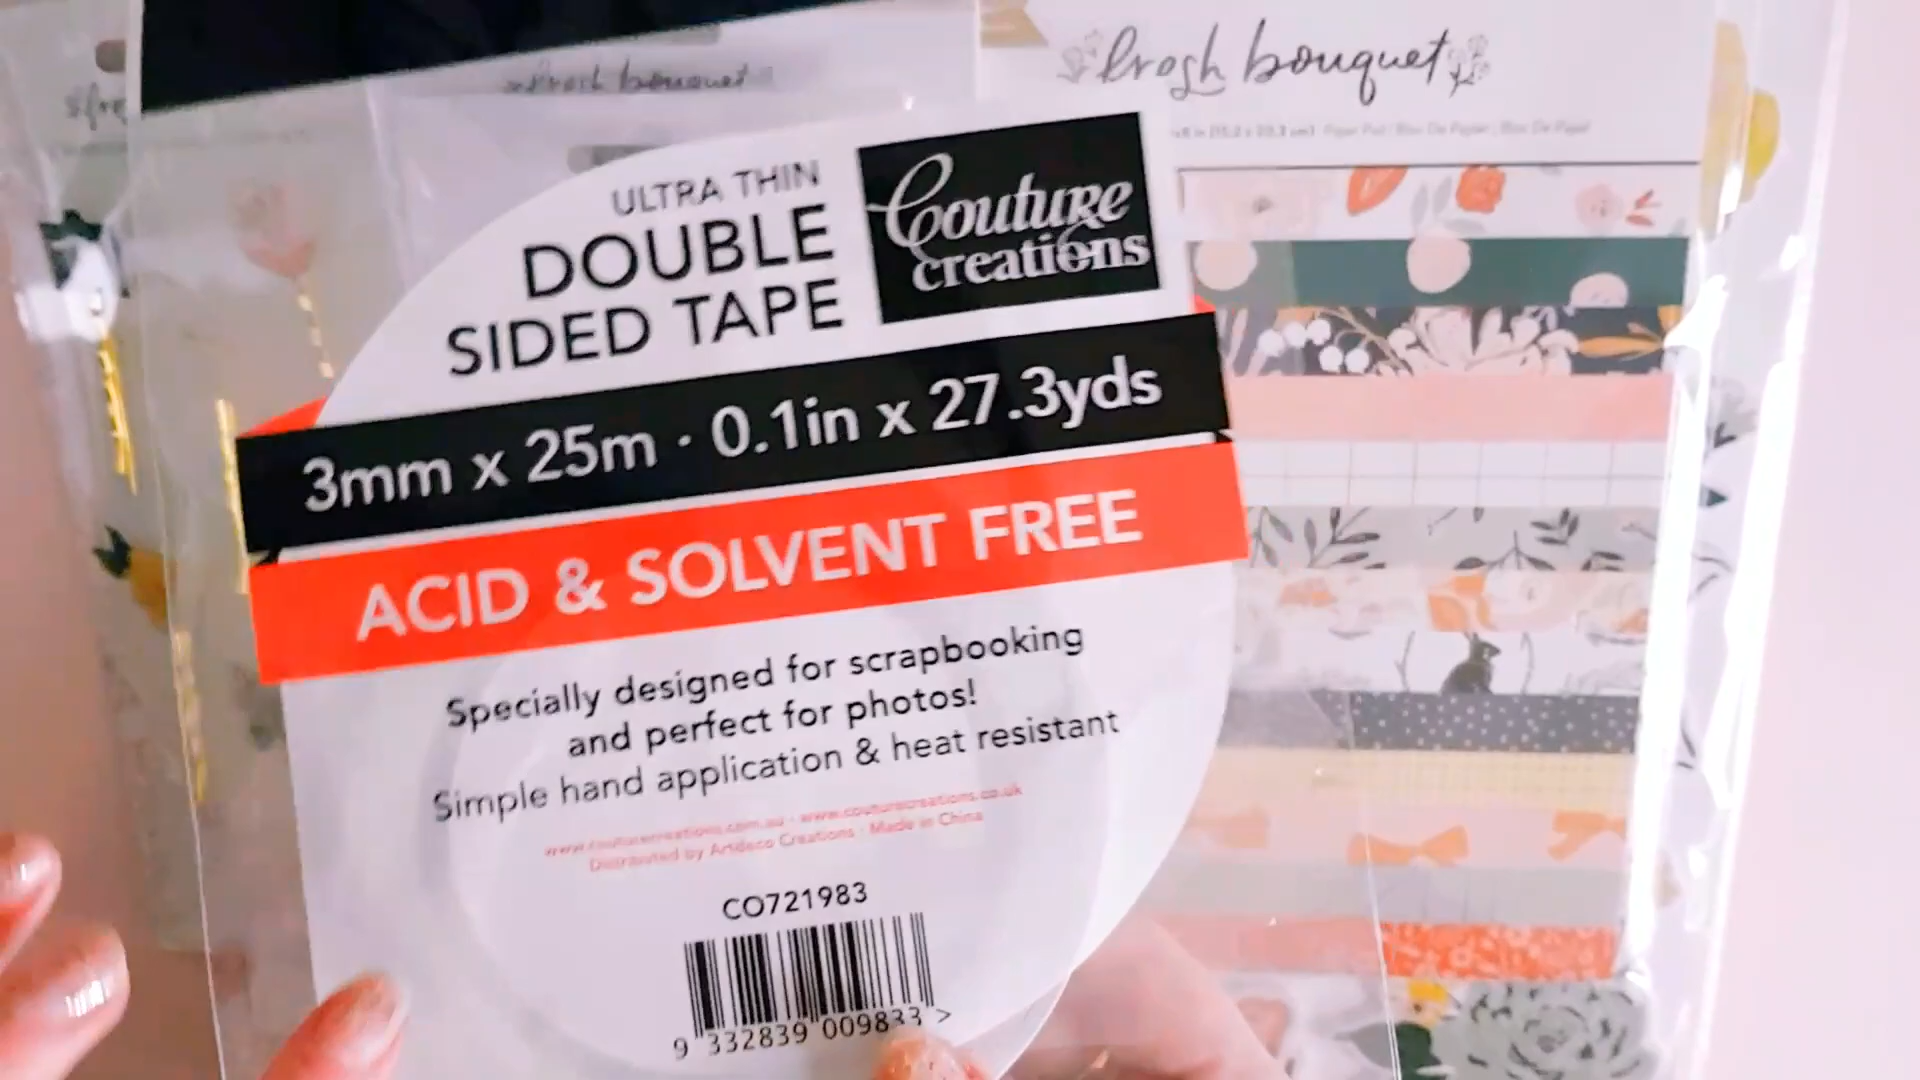 fresh bouquet
fresh bouquet
ULTRA THIN
DOUBLE
SIDED TAPE
Couture
creations
3mm x 25m · 0.1in x 27.3yds
ACID & SOLVENT FREE
Specially designed for scrapbooking
and perfect for photos!
Simple hand application & heat resistant
www.couturecreations.com.au · www.couturecreations.co.uk
Distributed by Artdeco Creations · Made in China
CO721983
9 332839 009833 >